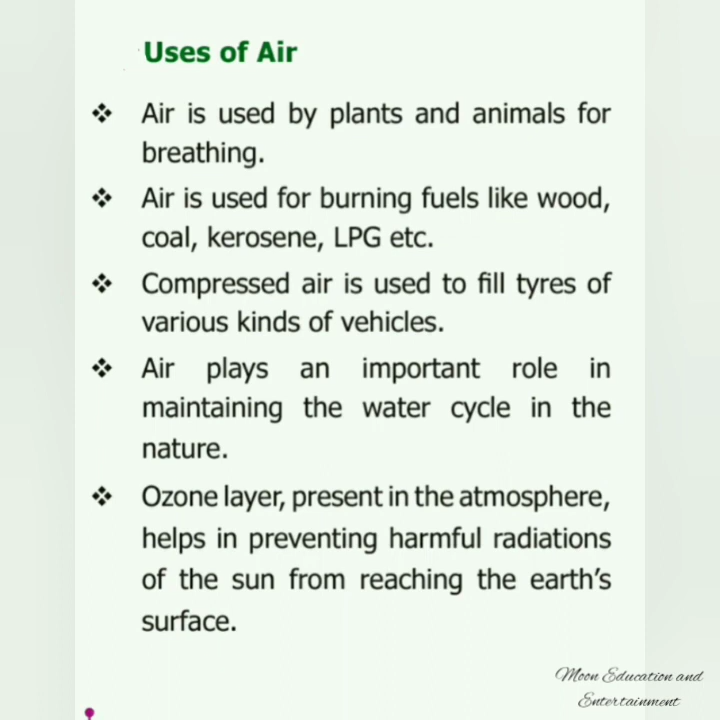 Uses of Air
❖ Air is used by plants and animals for
breathing.
❖ Air is used for burning fuels like wood,
coal, kerosene, LPG etc.
❖ Compressed air is used to fill tyres of
various kinds of vehicles.
❖ Air plays an important role in
maintaining the water cycle in the
nature.
❖ Ozone layer, present in the atmosphere,
helps in preventing harmful radiations
of the sun from reaching the earth’s
surface.
Moon Education and
Entertainment